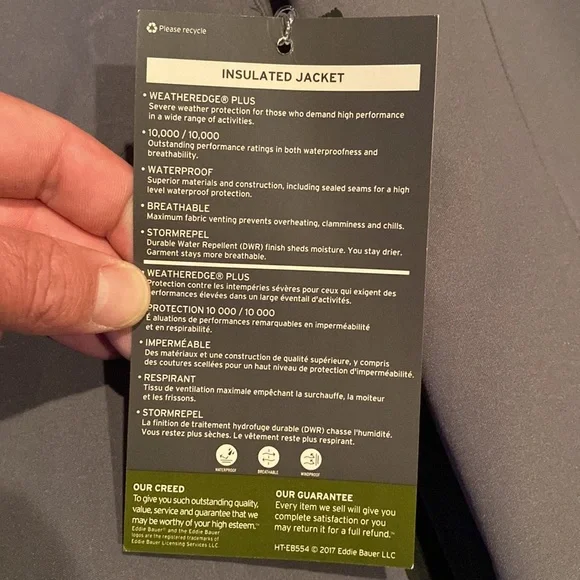 Please recycle
INSULATED JACKET
• WEATHEREDGE® PLUS
Severe weather protection for those who demand high performance
in a wide range of activities.
• 10,000 / 10,000
Outstanding performance ratings in both waterproofness and
breathability.
• WATERPROOF
Superior materials and construction, including sealed seams for a high
level waterproof protection.
• BREATHABLE
Maximum fabric venting prevents overheating, clamminess and chills.
• STORMREPEL
Durable Water Repellent (DWR) finish sheds moisture. You stay drier.
Garment stays more breathable.
WEATHEREDGE® PLUS
Protection contre les intempéries sévères pour ceux qui exigent des
performances élevées dans un large éventail d'activités.
PROTECTION 10 000 / 10 000
É aluations de performances remarquables en imperméabilité
et en respirabilité.
• IMPERMÉABLE
Des matériaux et une construction de qualité supérieure, y compris
des coutures scellées pour un haut niveau de protection d'imperméabilité.
• RESPIRANT
Tissu de ventilation maximale empêchant la surchauffe, la moiteur
et les frissons.
• STORMREPEL
La finition de traitement hydrofuge durable (DWR) chasse l'humidité.
Vous restez plus sèches. Le vêtement reste plus respirant.
WATERPROOF BREATHABLE WINDPROOF
OUR CREED
To give you such outstanding quality,
value, service and guarantee that we
may be worthy of your high esteem.™
Eddie Bauer® and the Eddie Bauer
logos are the registered trademarks of
Eddie Bauer Licensing Services LLC
OUR GUARANTEE
Every item we sell will give you
complete satisfaction or you
may return it for a full refund.™
HT-EB554 © 2017 Eddie Bauer LLC